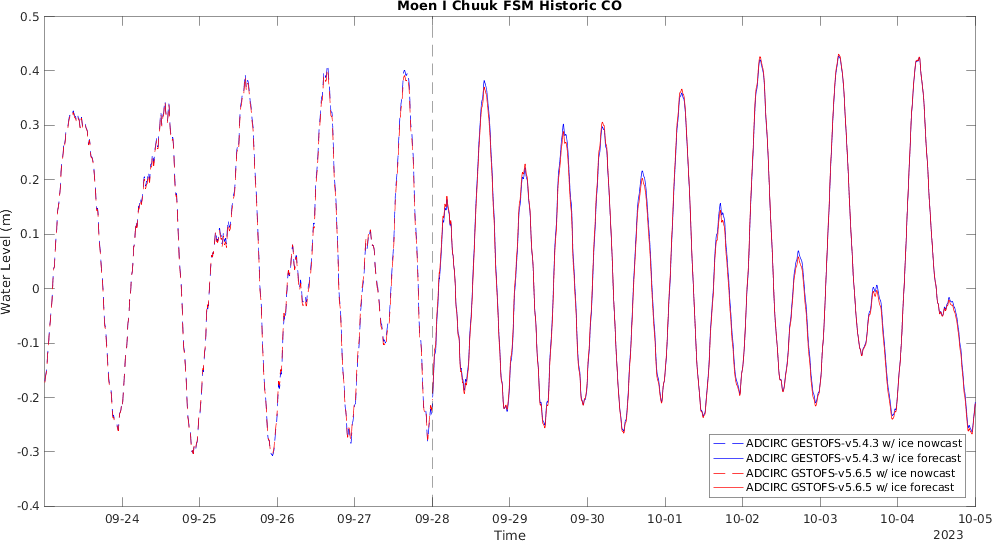 Moen I Chuuk FSM Historic CO
0.5
0.4
0.3
0.2
0.1
0
-0.1
-0.2
-0.3
-0.4
Water Level (m)
ADCIRC GESTOFS-v5.4.3 w/ ice nowcast
ADCIRC GESTOFS-v5.4.3 w/ ice forecast
ADCIRC GSTOFS-v5.6.5 w/ ice nowcast
ADCIRC GSTOFS-v5.6.5 w/ ice forecast
09-24 09-25 09-26 09-27 09-28 09-29 09-30 10-01 10-02 10-03 10-04 10-05
Time
2023